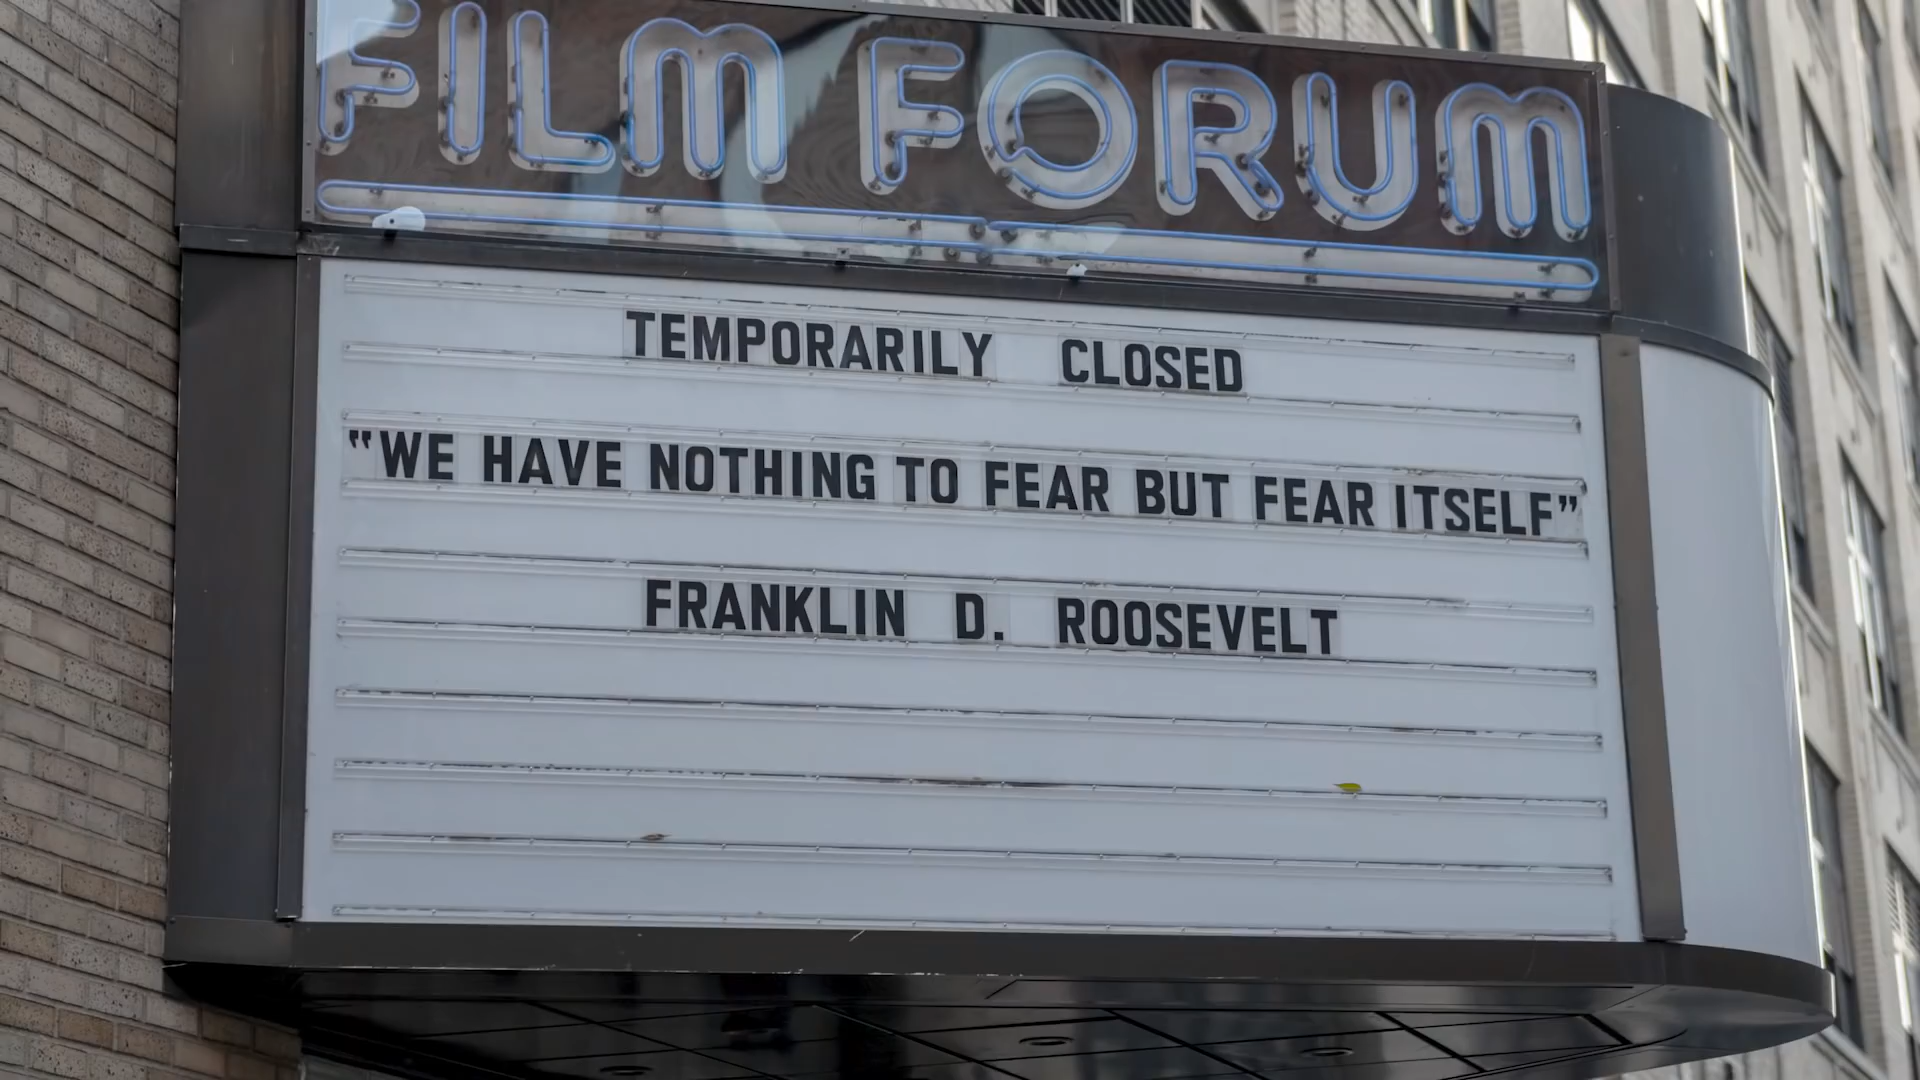 FILM FORUM
TEMPORARILY CLOSED
"WE HAVE NOTHING TO FEAR BUT FEAR ITSELF"
FRANKLIN D. ROOSEVELT